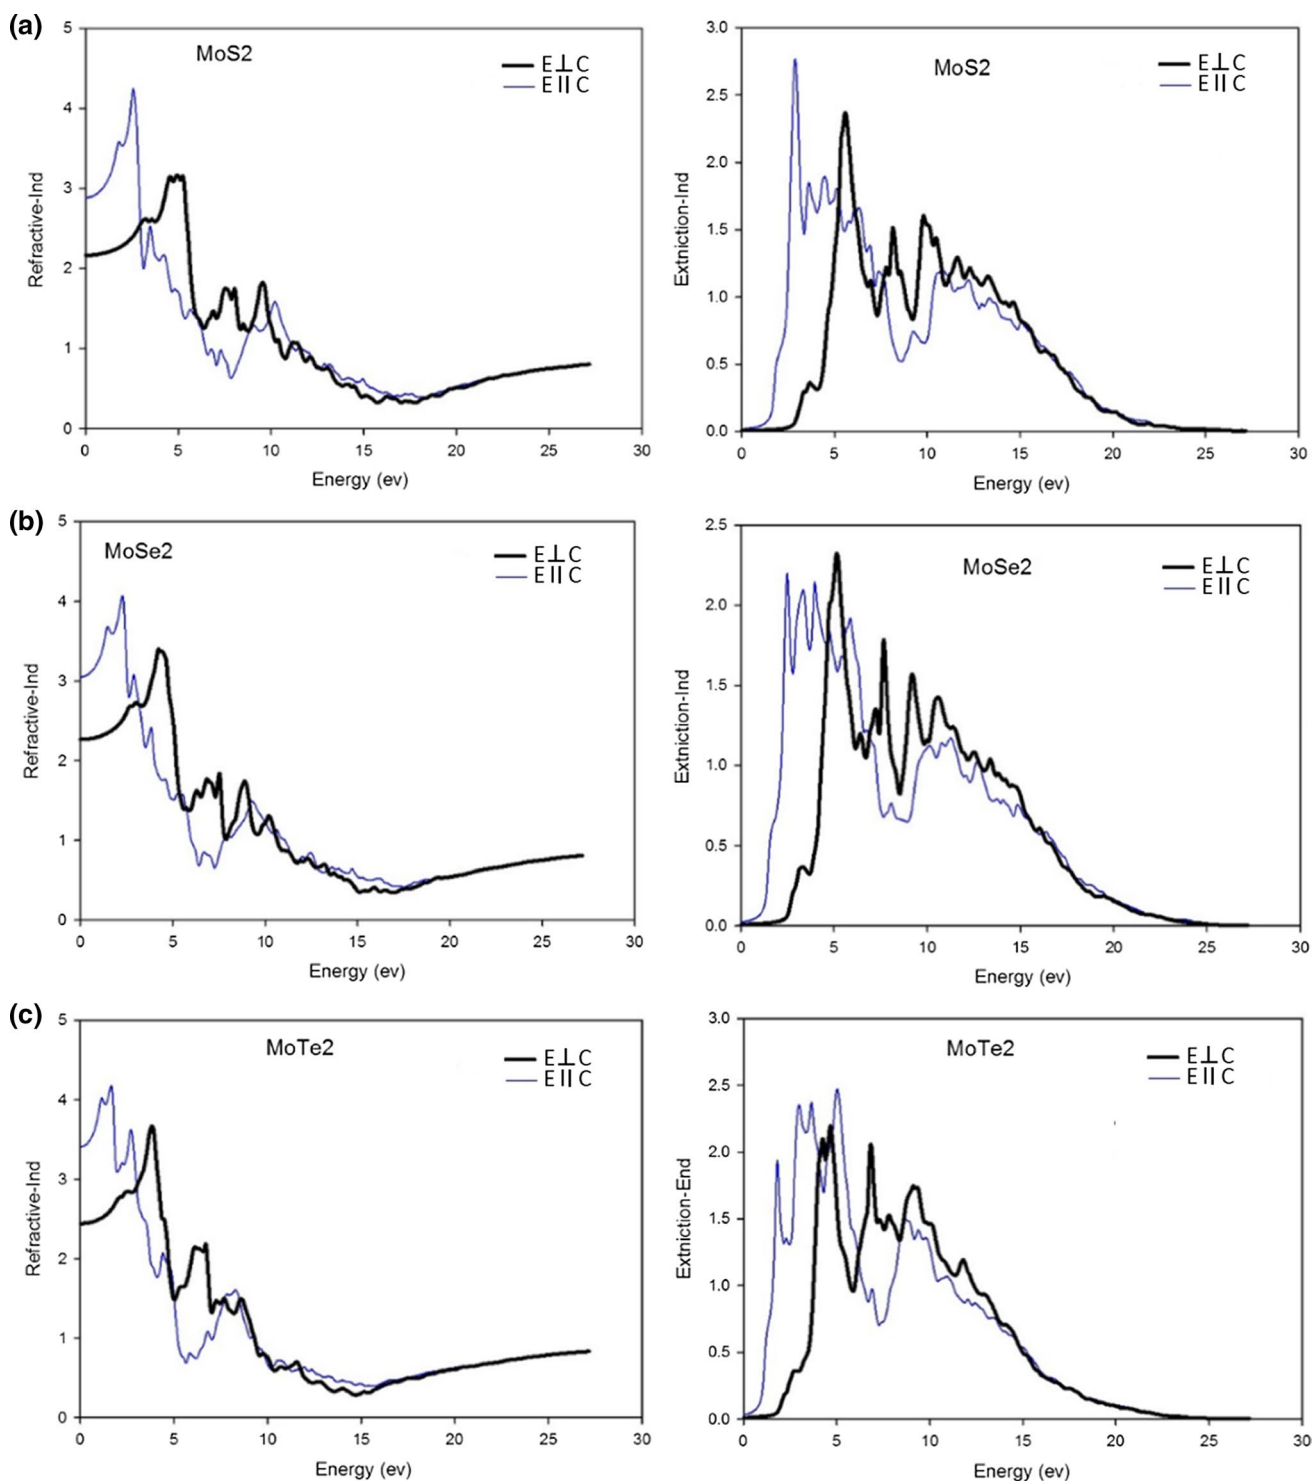 (a)
MoS2
E⊥C
E||C
5
4
3
2
1
0
Refractive-Ind
0 5 10 15 20 25 30
Energy (ev)
MoS2
E⊥C
E||C
3.0
2.5
2.0
1.5
1.0
0.5
0.0
Extniction-Ind
0 5 10 15 20 25 30
Energy (ev)
(b)
MoSe2
E⊥C
E||C
5
4
3
2
1
0
Refractive-Ind
0 5 10 15 20 25 30
Energy (ev)
MoSe2
E⊥C
E||C
2.5
2.0
1.5
1.0
0.5
0.0
Extniction-Ind
0 5 10 15 20 25 30
Energy (ev)
(c)
MoTe2
E⊥C
E||C
5
4
3
2
1
0
Refractive-Ind
0 5 10 15 20 25 30
Energy (ev)
MoTe2
E⊥C
E||C
3.0
2.5
2.0
1.5
1.0
0.5
0.0
Extniction-End
0 5 10 15 20 25 30
Energy (ev)